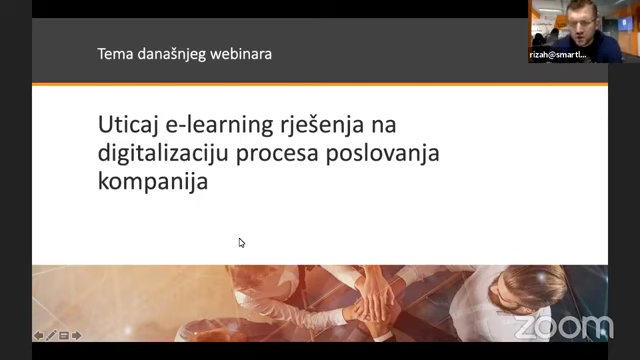 Tema današnjeg webinara
rizah@smartl...
Uticaj e-learning rješenja na
digitalizaciju procesa poslovanja
kompanija
zoom